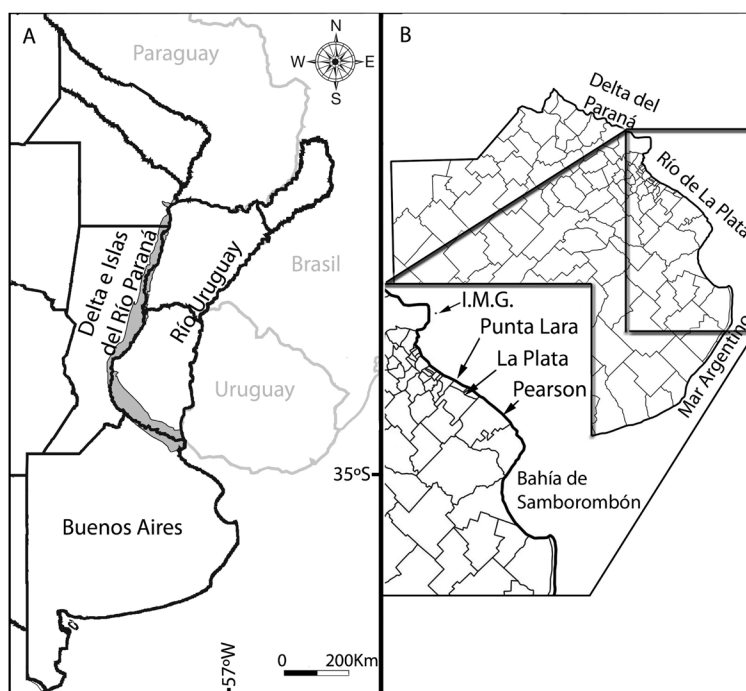 A
Paraguay
N
W
E
S
Delta e Islas
del Río Paraná
Río Uruguay
Brasil
Uruguay
35ºS
Buenos Aires
57ºW
0 200Km
B
Delta del
Paraná
Río de La Plata
I.M.G.
Punta Lara
La Plata
Pearson
Mar Argentino
Bahía de
Samborombón